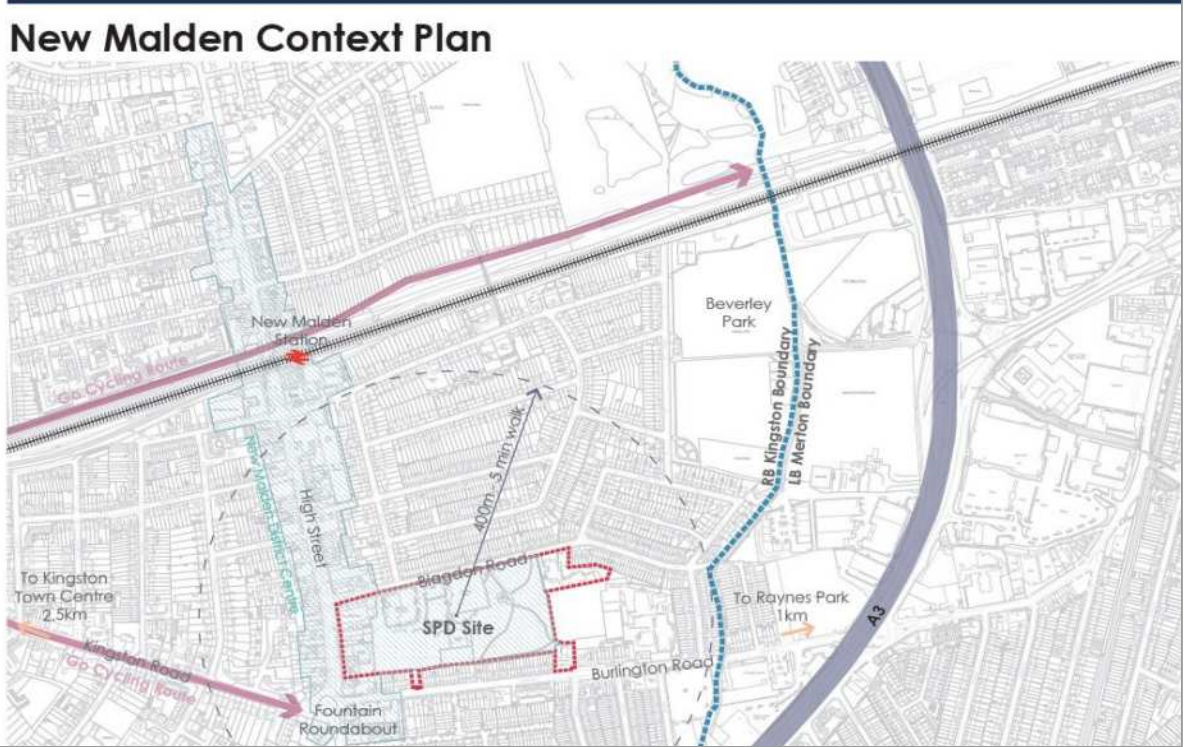 New Malden Context Plan
New Malden
Station
Go Cycling Route
Beverley
Park
RB Kingston Boundary
LB Merton Boundary
400m - 5 min walk
New Malden District Centre
High Street
Blagdon Road
SPD Site
To Kingston
Town Centre
2.5km
Kingston Road
Go Cycling Route
To Raynes Park
1km
A3
Burlington Road
Fountain
Roundabout